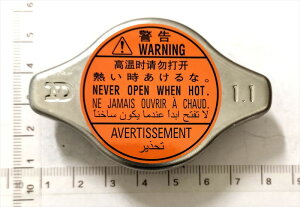 警告
⚠ WARNING
高温时请勿打开
熱い時あけるな。
NEVER OPEN WHEN HOT.
NE JAMAIS OUVRIR À CHAUD.
لا تفتح أبداً عندما يكون ساخناً
AVERTISSEMENT
تحذير
1.1